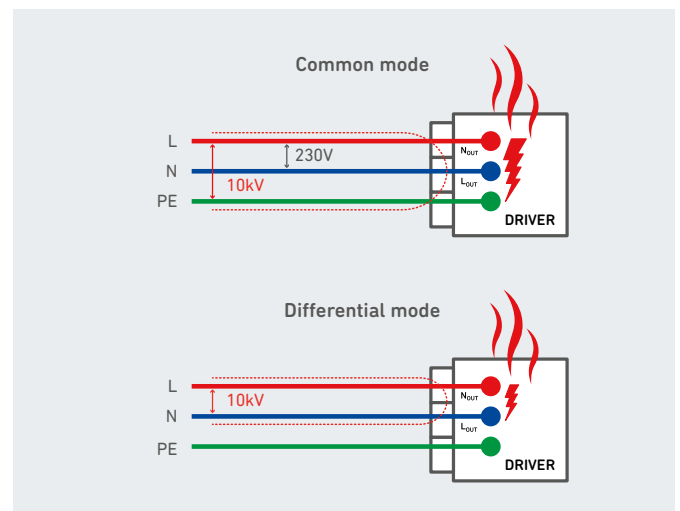 Common mode
L
230V
N
10kV
PE
NOUT
LOUT
DRIVER
Differential mode
L
10kV
N
PE
NOUT
LOUT
DRIVER